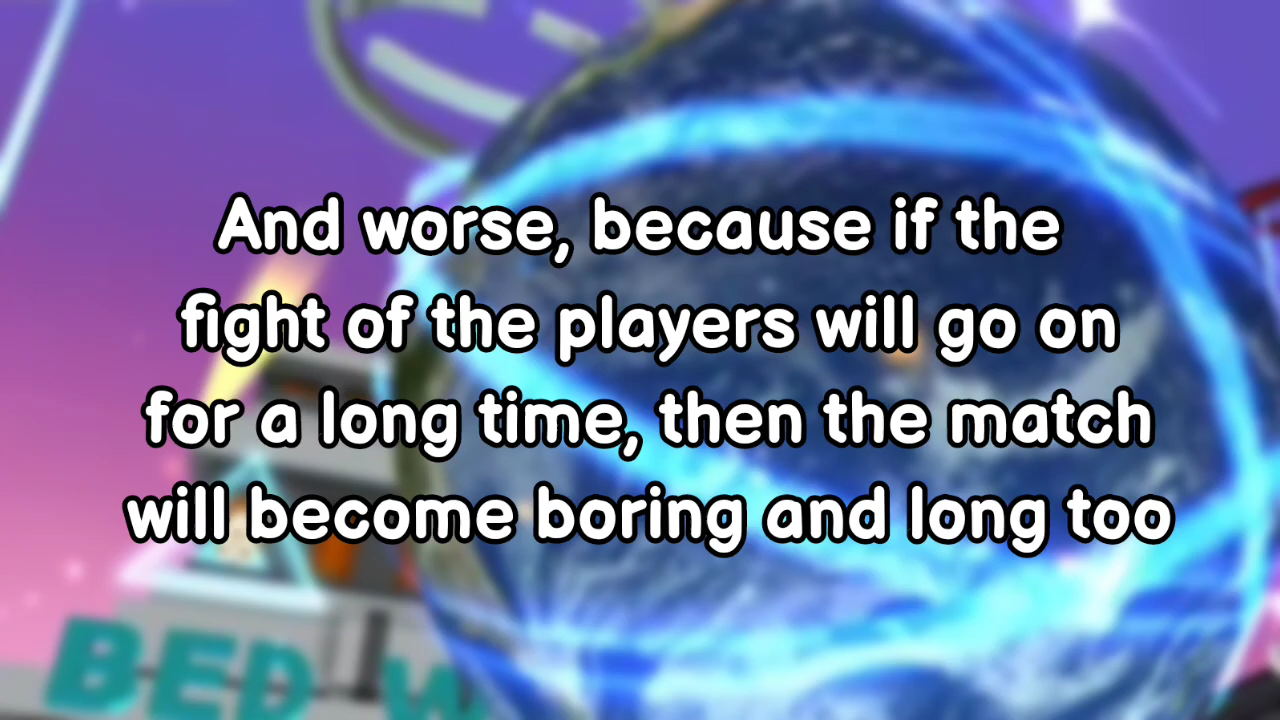 And worse, because if the
fight of the players will go on
for a long time, then the match
will become boring and long too
BED W